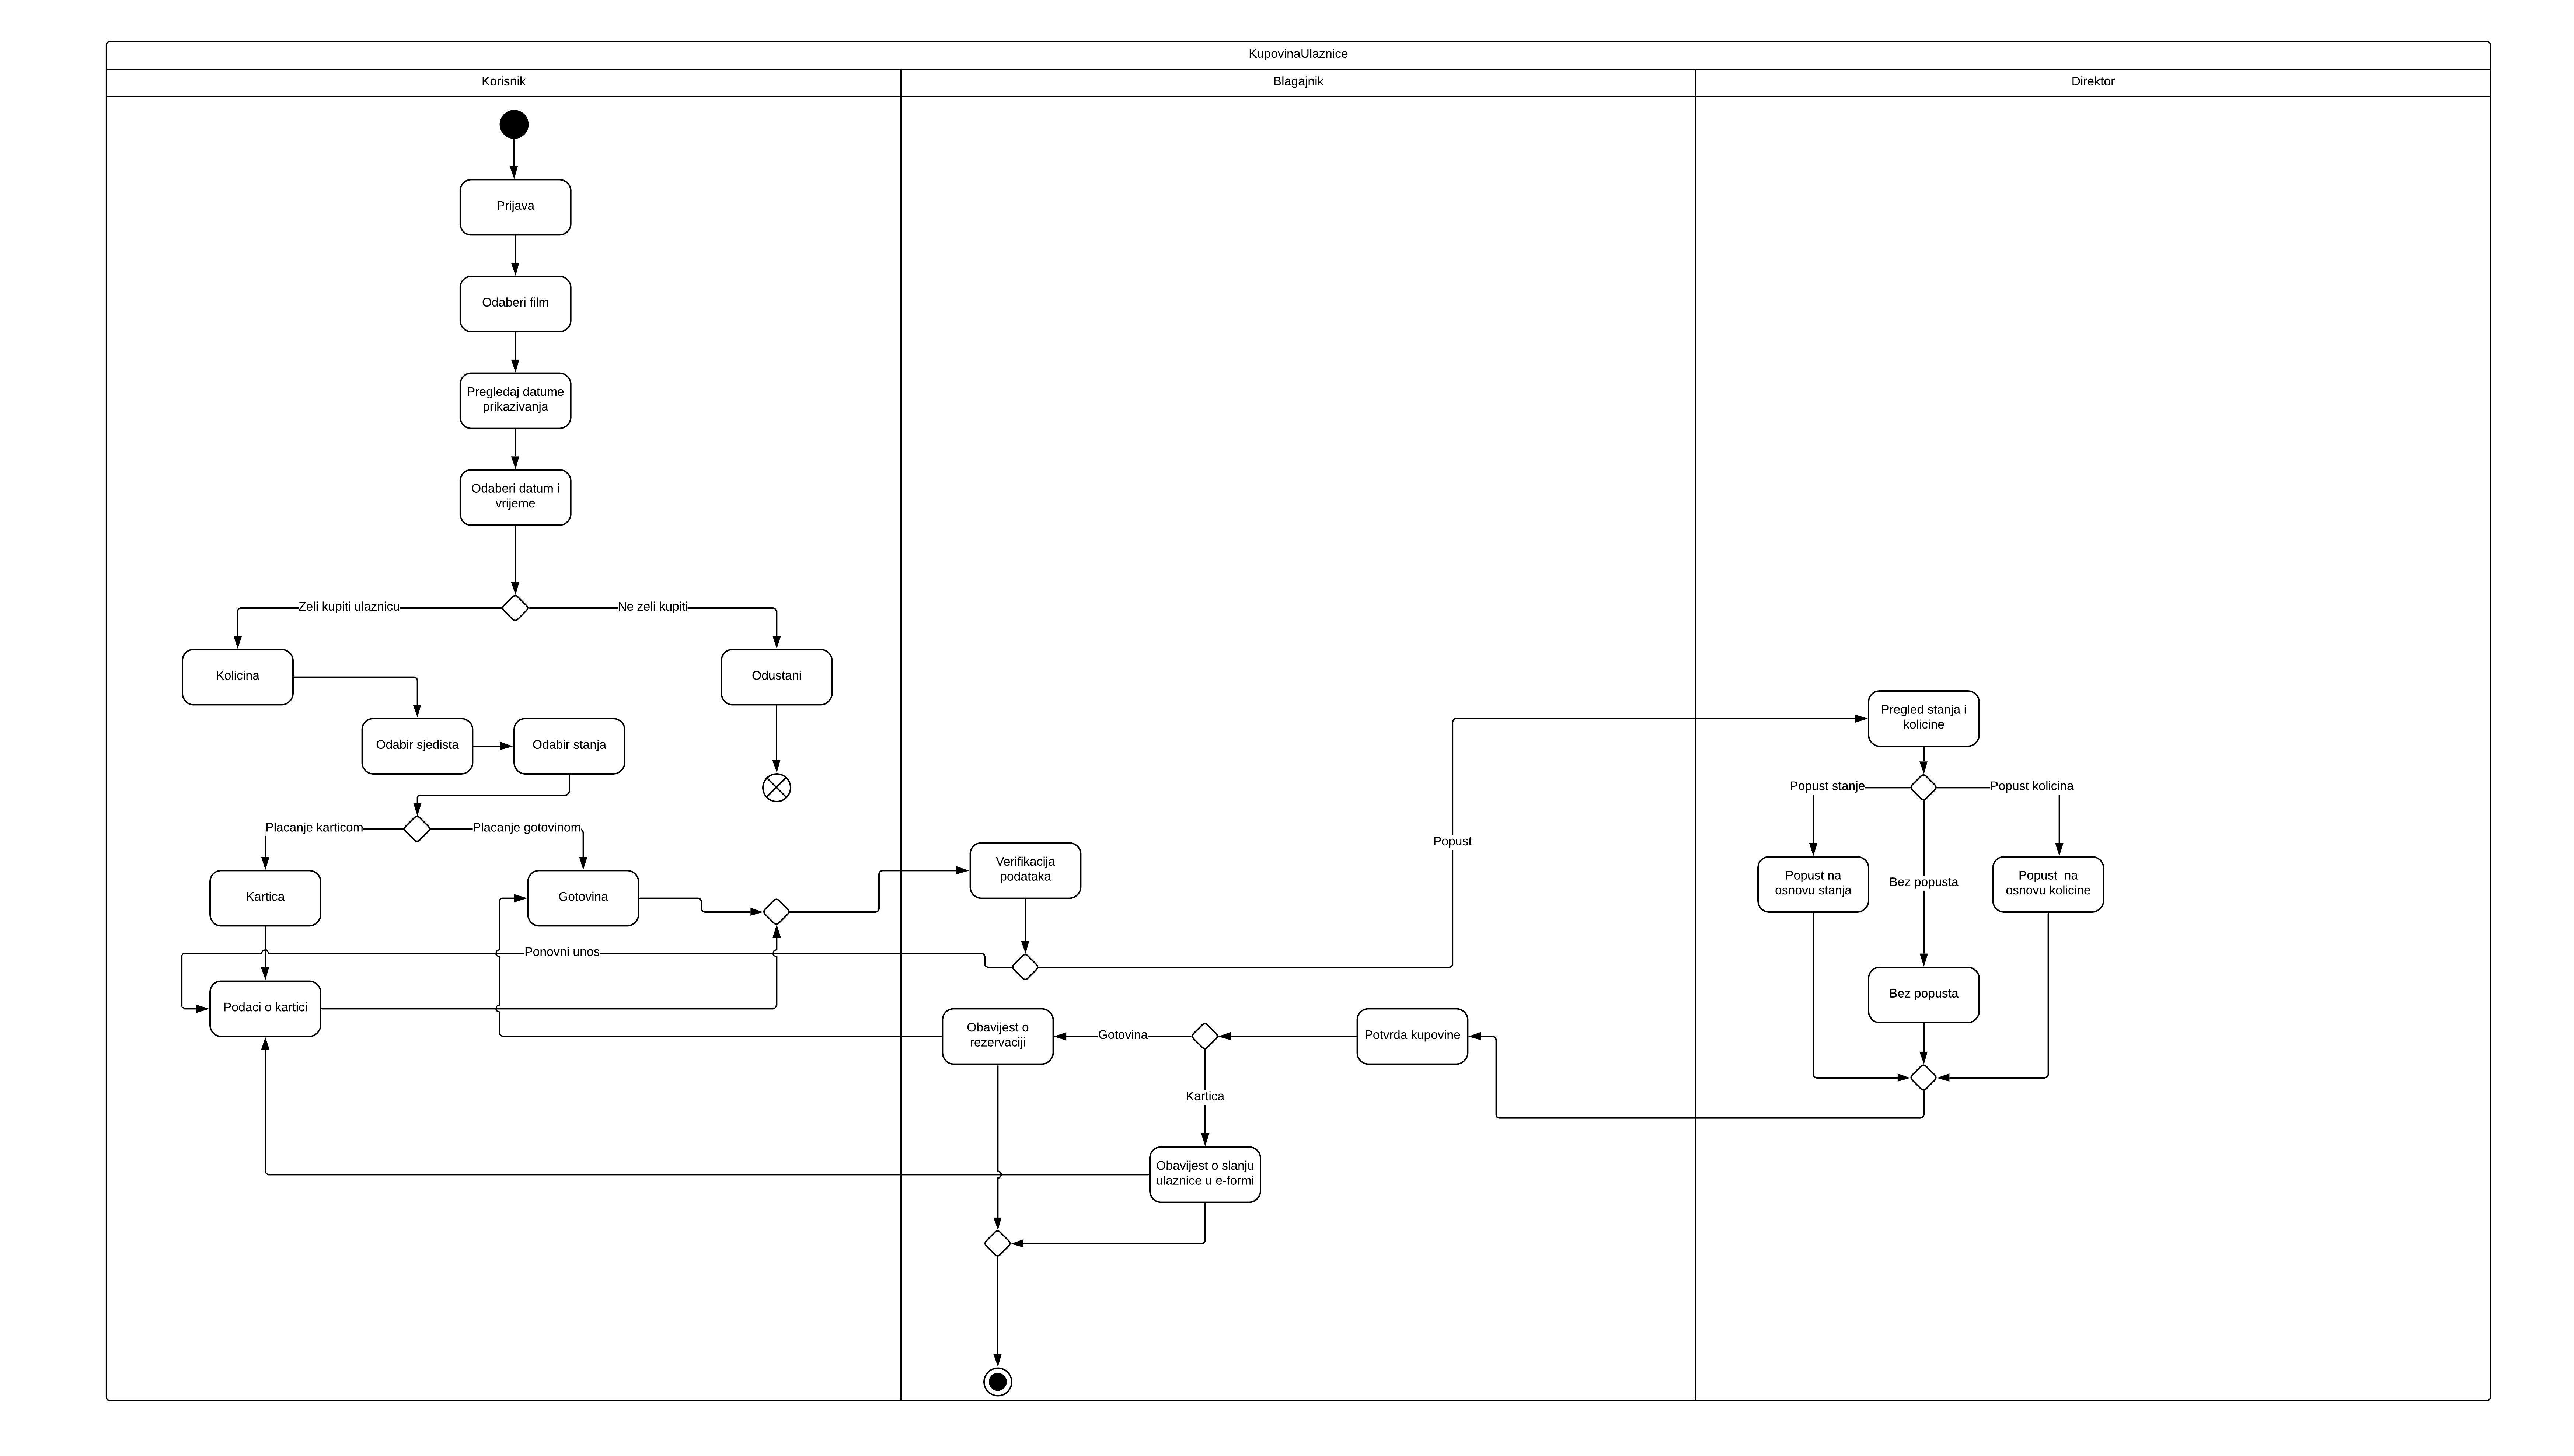 KupovinaUlaznice
Korisnik
Blagajnik
Direktor
Prijava
Odaberi film
Pregledaj datume
prikazivanja
Odaberi datum i
vrijeme
Zeli kupiti ulaznicu
Ne zeli kupiti
Kolicina
Odustani
Odabir sjedista
Odabir stanja
Placanje karticom
Placanje gotovinom
Kartica
Gotovina
Ponovni unos
Podaci o kartici
Verifikacija
podataka
Popust
Obavijest o
rezervaciji
Gotovina
Potvrda kupovine
Kartica
Obavijest o slanju
ulaznice u e-formi
Pregled stanja i
kolicine
Popust stanje
Popust kolicina
Popust na
osnovu stanja
Bez popusta
Popust  na
osnovu kolicine
Bez popusta